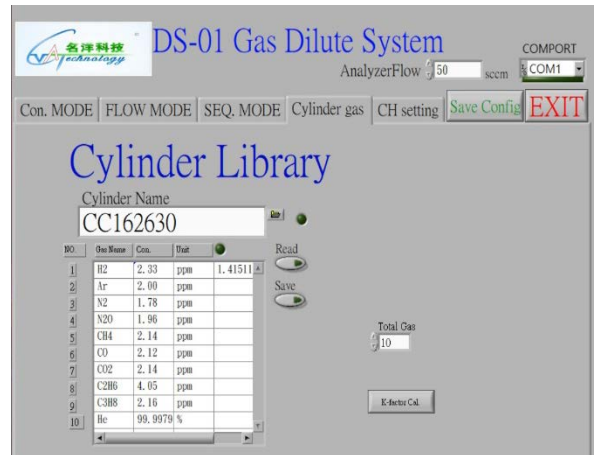 名洋科技
Technology
DS-01 Gas Dilute System
AnalyzerFlow 50 sccm
COMPORT
COM1
Con. MODE FLOW MODE SEQ. MODE Cylinder gas CH setting Save Config EXIT
Cylinder Library
Cylinder Name
CC162630
NO. Gas Name Con. Unit
Read
1 H2 2.33 ppm 1.41511
2 Ar 2.00 ppm
Save
3 N2 1.78 ppm
4 N2O 1.96 ppm
5 CH4 2.14 ppm
6 CO 2.12 ppm
7 CO2 2.14 ppm
8 C2H6 4.05 ppm
9 C3H8 2.16 ppm
10 He 99.9979 %
Total Gas
10
K-factor Cal.